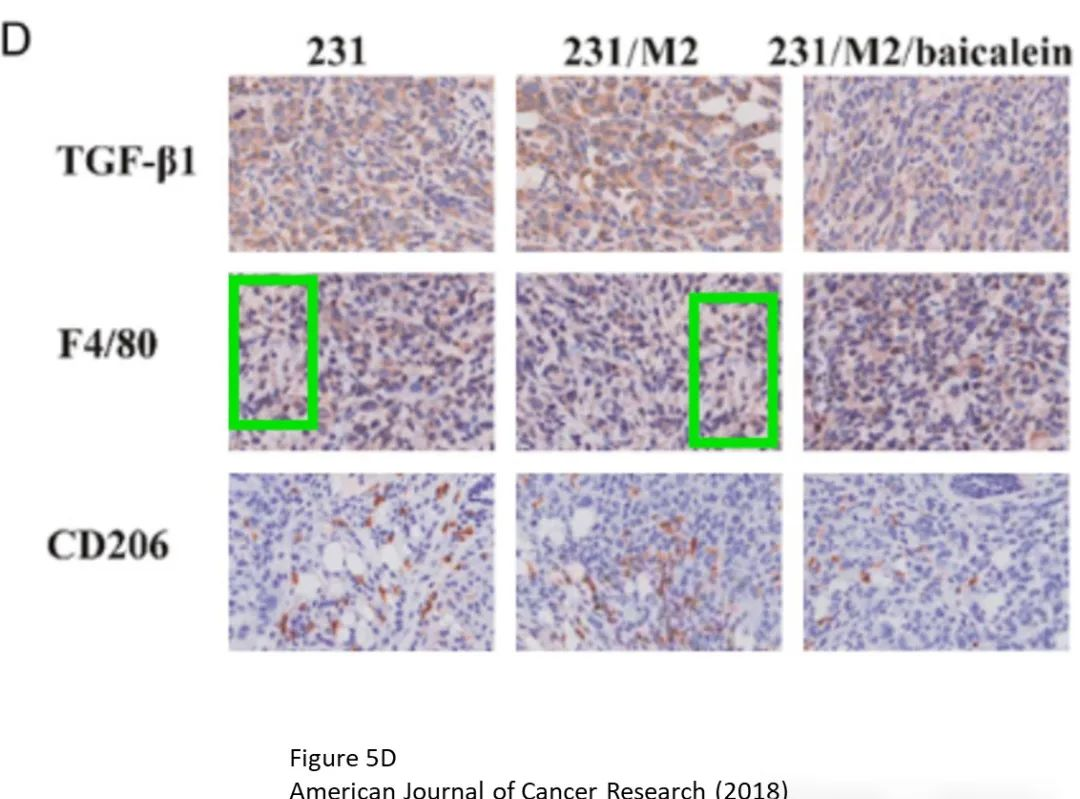 D
231 231/M2 231/M2/baicalein
TGF-β1
F4/80
CD206
Figure 5D
American Journal of Cancer Research (2018)